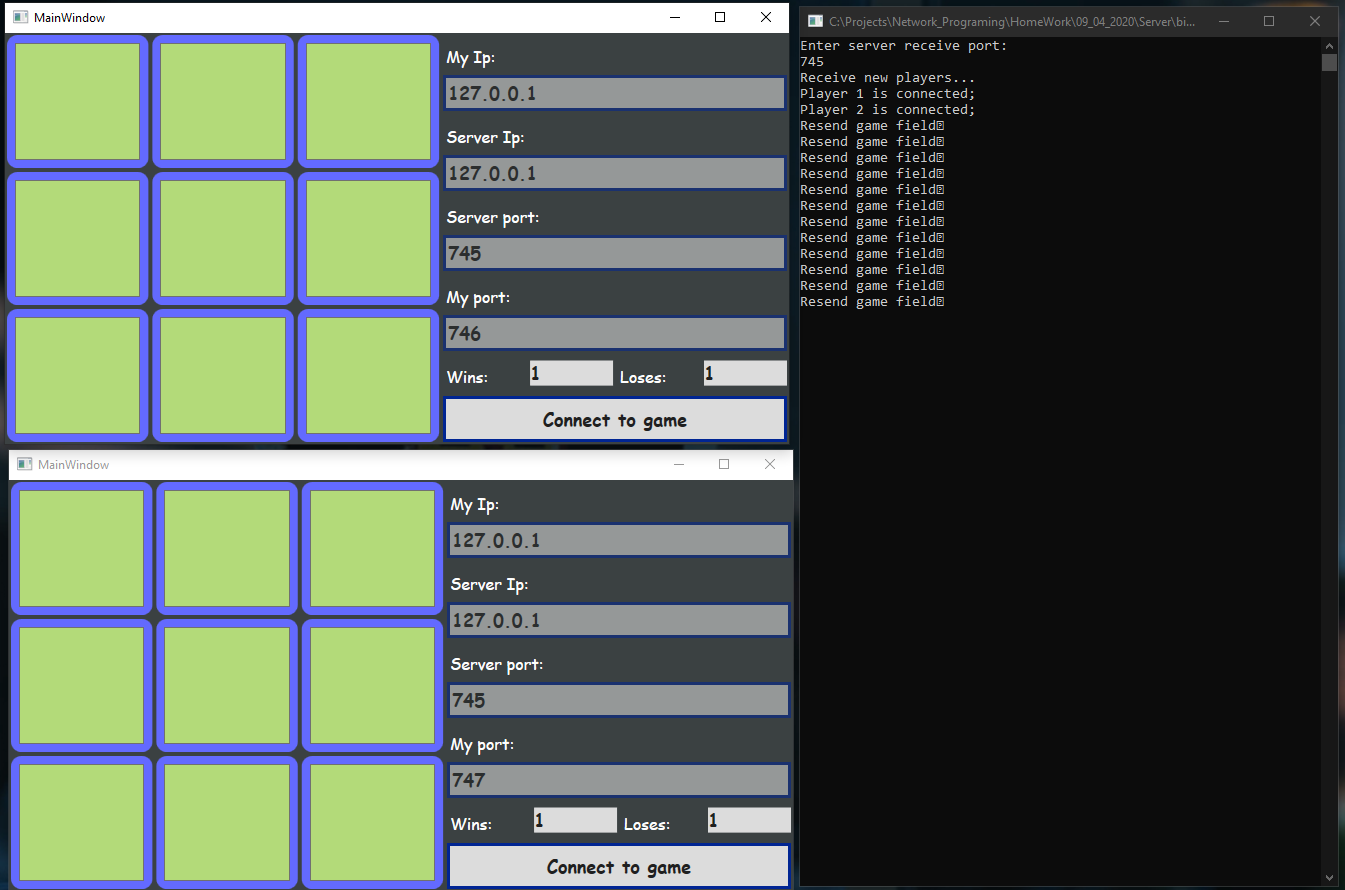 MainWindow
My Ip:
127.0.0.1
Server Ip:
127.0.0.1
Server port:
745
My port:
746
Wins: 1 Loses: 1
Connect to game
MainWindow
My Ip:
127.0.0.1
Server Ip:
127.0.0.1
Server port:
745
My port:
747
Wins: 1 Loses: 1
Connect to game
C:\Projects\Network_Programing\HomeWork\09_04_2020\Server\bi...
Enter server receive port:
745
Receive new players...
Player 1 is connected;
Player 2 is connected;
Resend game field⍰
Resend game field⍰
Resend game field⍰
Resend game field⍰
Resend game field⍰
Resend game field⍰
Resend game field⍰
Resend game field⍰
Resend game field⍰
Resend game field⍰
Resend game field⍰
Resend game field⍰